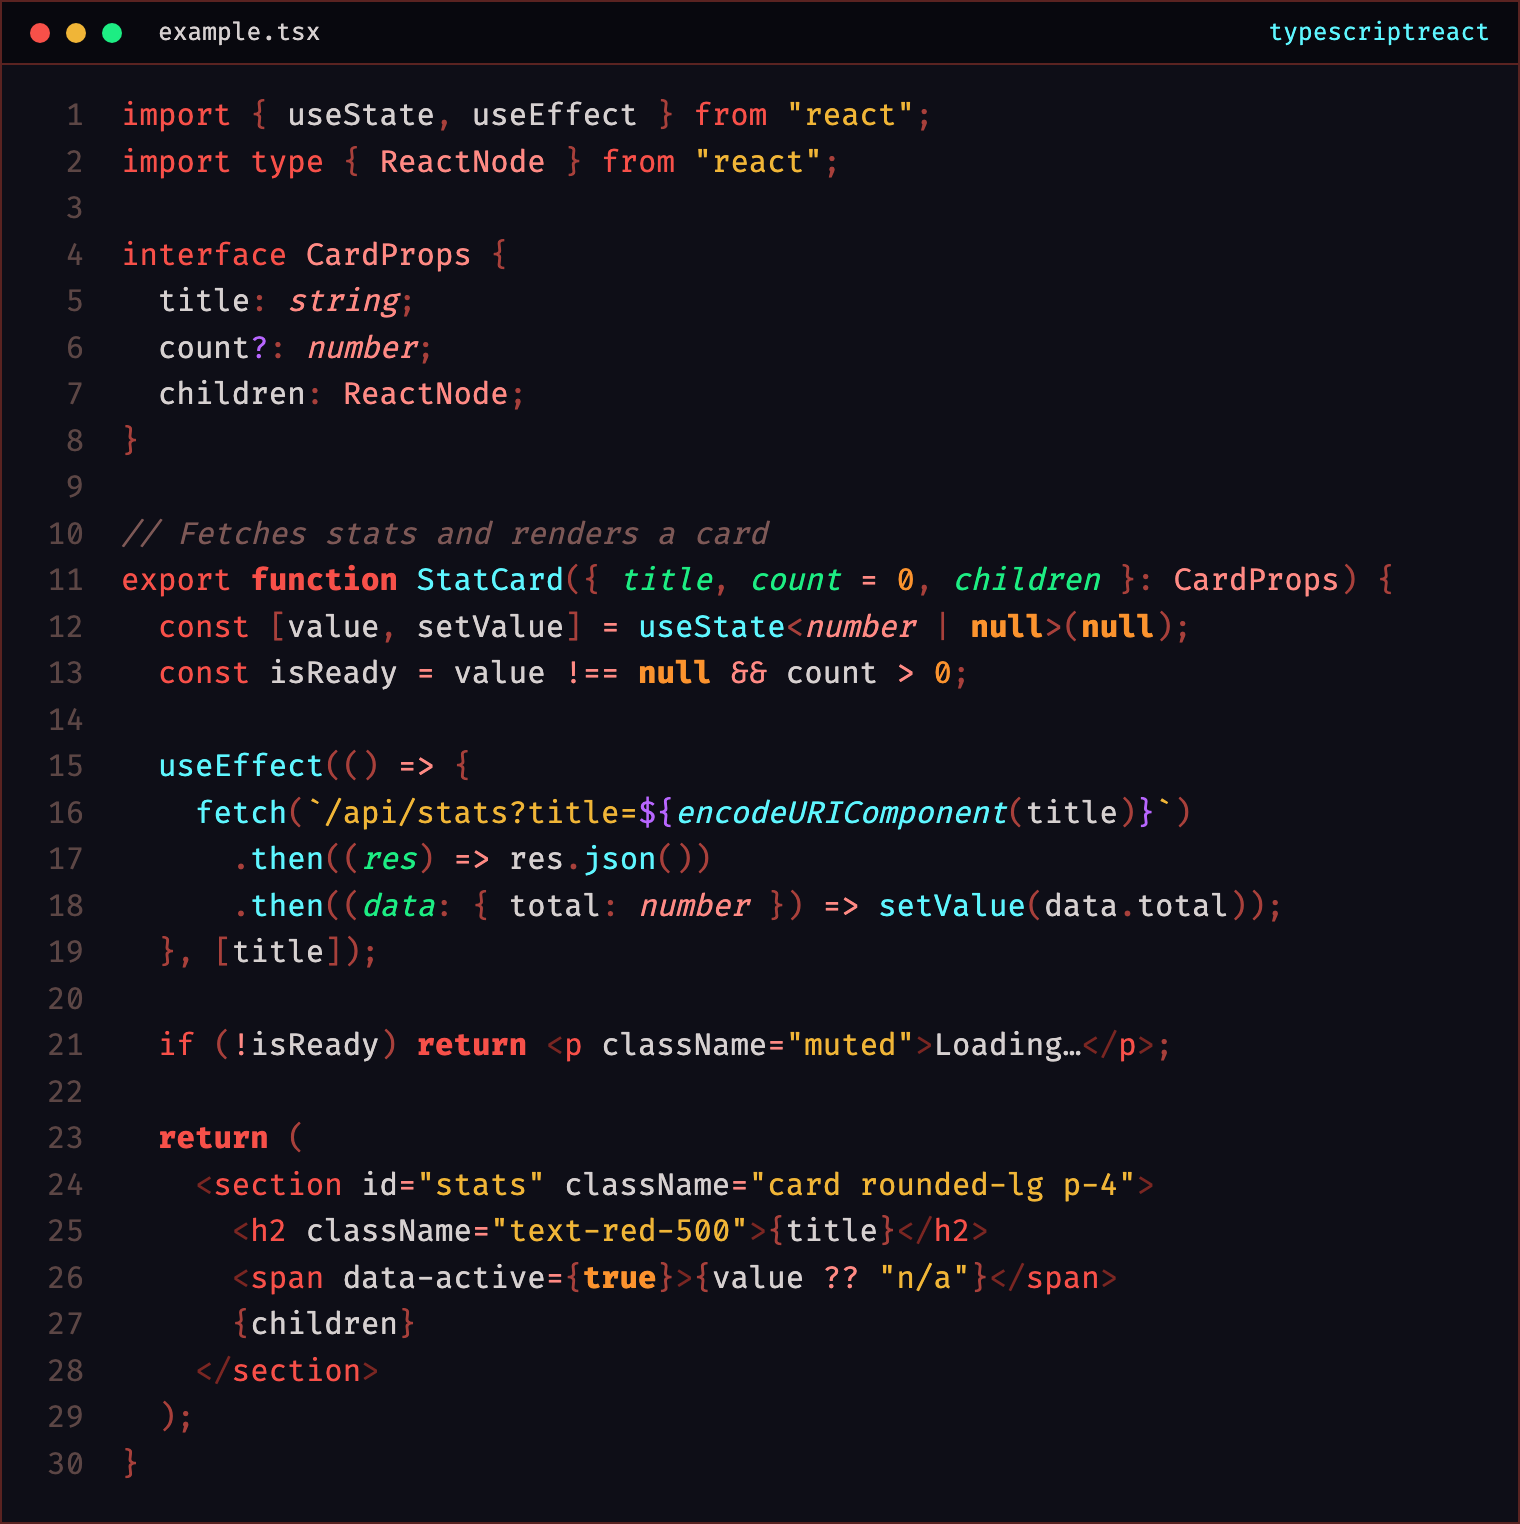 example.tsx
typescriptreact
1 import { useState, useEffect } from "react";
2 import type { ReactNode } from "react";
3
4 interface CardProps {
5   title: string;
6   count?: number;
7   children: ReactNode;
8 }
9
10 // Fetches stats and renders a card
11 export function StatCard({ title, count = 0, children }: CardProps) {
12   const [value, setValue] = useState<number | null>(null);
13   const isReady = value !== null && count > 0;
14
15   useEffect(() => {
16     fetch(`/api/stats?title=${encodeURIComponent(title)}`)
17       .then((res) => res.json())
18       .then((data: { total: number }) => setValue(data.total));
19   }, [title]);
20
21   if (!isReady) return <p className="muted">Loading…</p>;
22
23   return (
24     <section id="stats" className="card rounded-lg p-4">
25       <h2 className="text-red-500">{title}</h2>
26       <span data-active={true}>{value ?? "n/a"}</span>
27       {children}
28     </section>
29   );
30 }